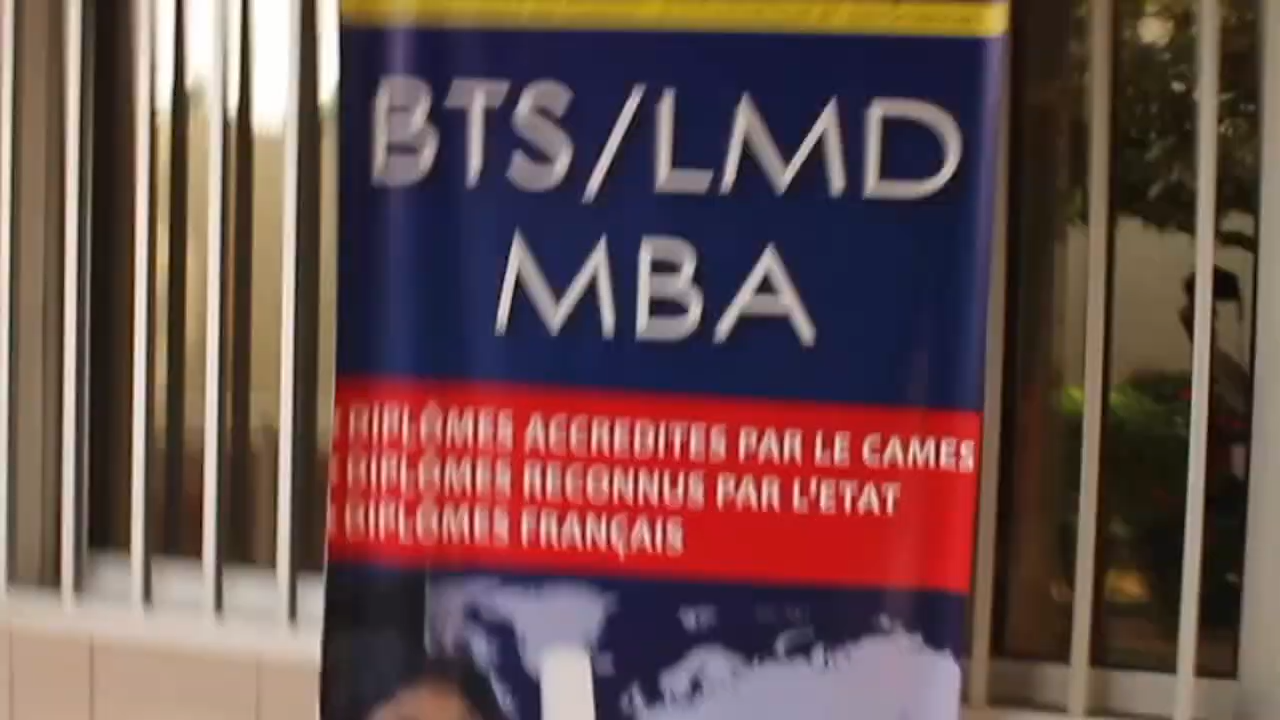 BTS/LMD
MBA
DIPLÔMES ACCREDITES PAR LE CAMES
DIPLÔMES RECONNUS PAR L'ETAT
DIPLÔMES FRANÇAIS